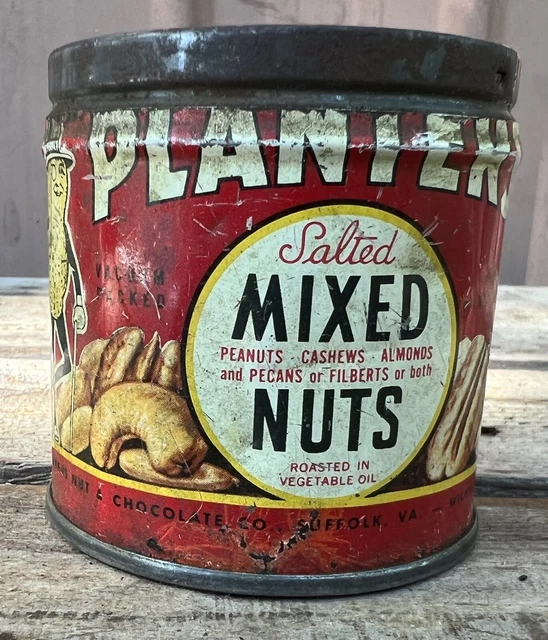 PLANTERS
Salted
MIXED
PEANUTS - CASHEWS - ALMONDS
and PECANS or FILBERTS or both
NUTS
ROASTED IN
VEGETABLE OIL
VACUUM
PACKED
NUT & CHOCOLATE CO. SUFFOLK, VA. —